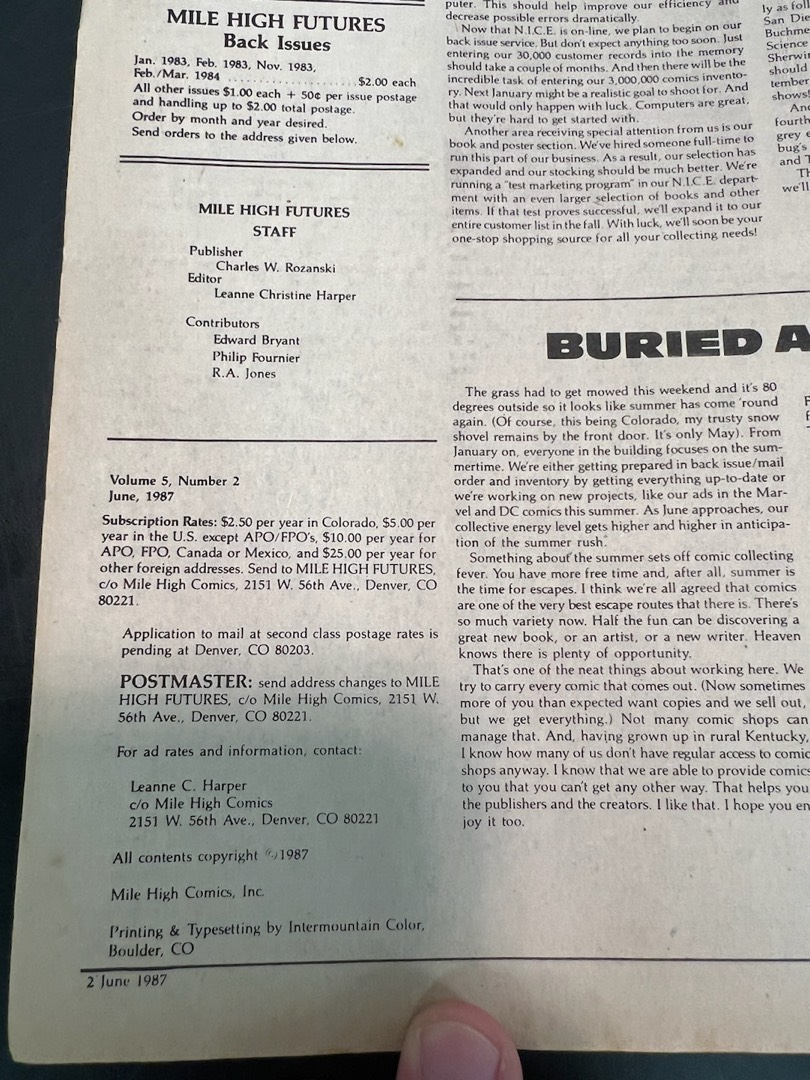 MILE HIGH FUTURES
Back Issues
Jan. 1983, Feb. 1983, Nov. 1983,
Feb./Mar. 1984 ....................$2.00 each
All other issues $1.00 each + 50¢ per issue postage
and handling up to $2.00 total postage.
Order by month and year desired.
Send orders to the address given below.
MILE HIGH FUTURES
STAFF
Publisher
Charles W. Rozanski
Editor
Leanne Christine Harper
Contributors
Edward Bryant
Philip Fournier
R.A. Jones
Volume 5, Number 2
June, 1987
Subscription Rates: $2.50 per year in Colorado, $5.00 per
year in the U.S. except APO/FPO's, $10.00 per year for
APO, FPO, Canada or Mexico, and $25.00 per year for
other foreign addresses. Send to MILE HIGH FUTURES,
c/o Mile High Comics, 2151 W. 56th Ave., Denver, CO
80221.
Application to mail at second class postage rates is
pending at Denver, CO 80203.
POSTMASTER: send address changes to MILE
HIGH FUTURES, c/o Mile High Comics, 2151 W.
56th Ave., Denver, CO 80221.
For ad rates and information, contact:
Leanne C. Harper
c/o Mile High Comics
2151 W. 56th Ave., Denver, CO 80221
All contents copyright ©1987
Mile High Comics, Inc.
Printing & Typesetting by Intermountain Color,
Boulder, CO
2 June 1987
puter. This should help improve our efficiency and
decrease possible errors dramatically.
Now that N.I.C.E. is on-line, we plan to begin on our
back issue service. But don't expect anything too soon. Just
entering our 30,000 customer records into the memory
should take a couple of months. And then there will be the
incredible task of entering our 3,000,000 comics invento-
ry. Next January might be a realistic goal to shoot for. And
that would only happen with luck. Computers are great,
but they're hard to get started with.
Another area receiving special attention from us is our
book and poster section. We've hired someone full-time to
run this part of our business. As a result, our selection has
expanded and our stocking should be much better. We're
running a "test marketing program" in our N.I.C.E. depart-
ment with an even larger selection of books and other
items. If that test proves successful, we'll expand it to our
entire customer list in the fall. With luck, we'll soon be your
one-stop shopping source for all your collecting needs!
BURIED A
The grass had to get mowed this weekend and it's 80
degrees outside so it looks like summer has come 'round
again. (Of course, this being Colorado, my trusty snow
shovel remains by the front door. It's only May). From
January on, everyone in the building focuses on the sum-
mertime. We're either getting prepared in back issue/mail
order and inventory by getting everything up-to-date or
we're working on new projects, like our ads in the Mar-
vel and DC comics this summer. As June approaches, our
collective energy level gets higher and higher in anticipa-
tion of the summer rush.
Something about the summer sets off comic collecting
fever. You have more free time and, after all, summer is
the time for escapes. I think we're all agreed that comics
are one of the very best escape routes that there is. There's
so much variety now. Half the fun can be discovering a
great new book, or an artist, or a new writer. Heaven
knows there is plenty of opportunity.
That's one of the neat things about working here. We
try to carry every comic that comes out. (Now sometimes
more of you than expected want copies and we sell out,
but we get everything.) Not many comic shops can
manage that. And, having grown up in rural Kentucky,
I know how many of us don't have regular access to comic
shops anyway. I know that we are able to provide comics
to you that you can't get any other way. That helps you
the publishers and the creators. I like that. I hope you en
joy it too.
ly as foll
San Die
Buchme
Science
Sherwi
should
tember
shows!
An
fourth
grey e
bug's
and T
Th
we'll